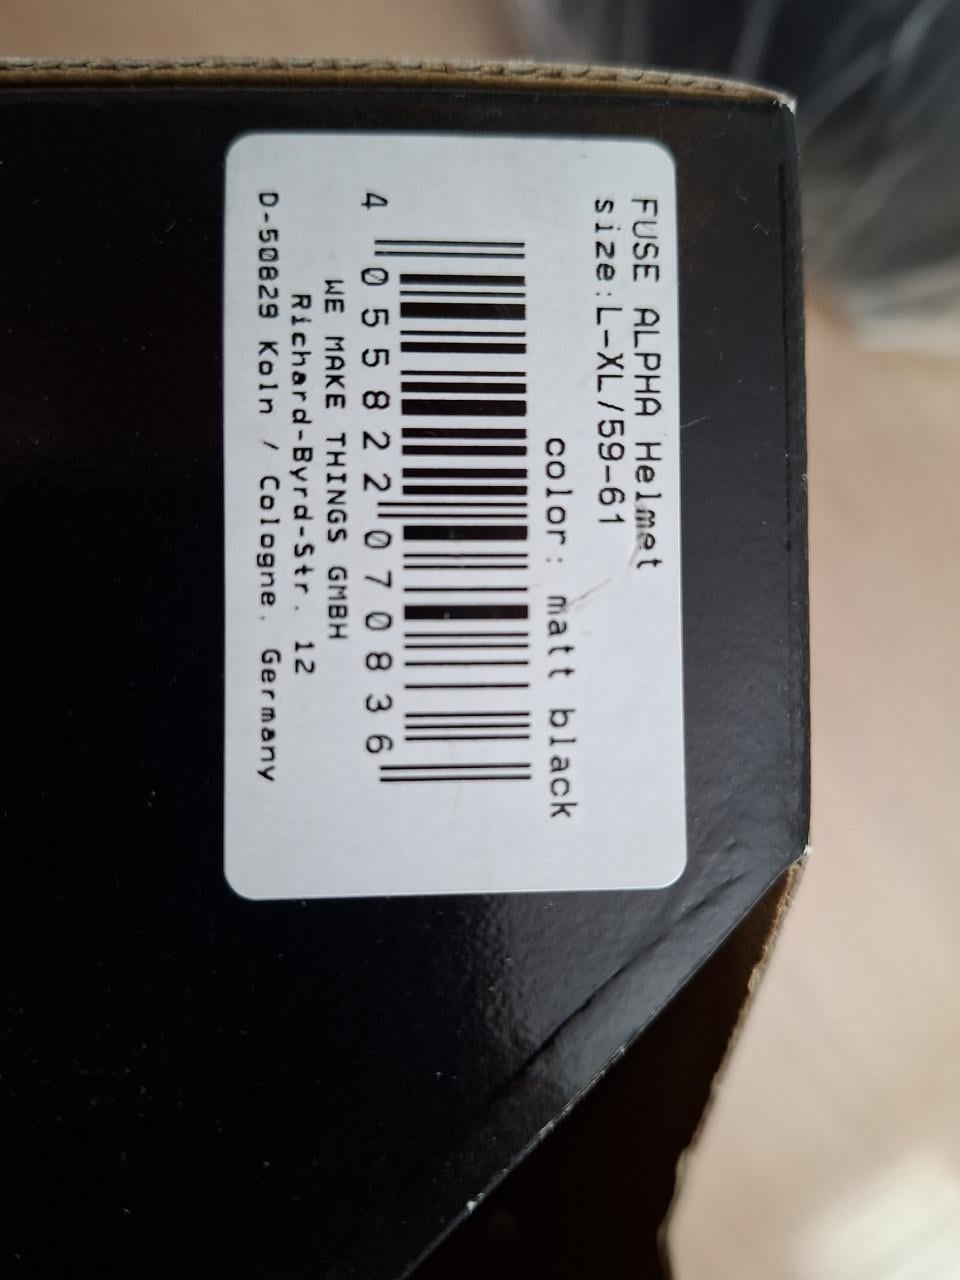 FUSE ALPHA Helmet
size:L-XL/59-61
color: matt black
4 055822 070836
WE MAKE THINGS GMBH
Richard-Byrd-Str. 12
D-50829 Koln / Cologne. Germany